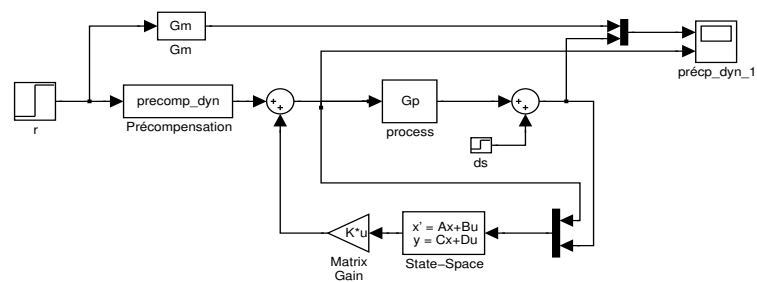 Gm
Gm
précp_dyn_1
r
precomp_dyn
Précompensation
++
Gp
process
++
ds
K*u
Matrix
Gain
x' = Ax+Bu
y = Cx+Du
State−Space